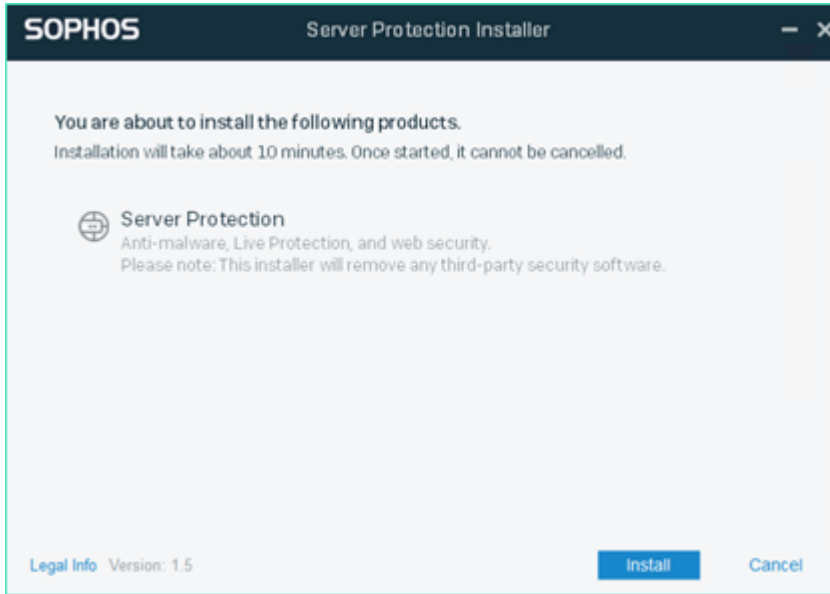 SOPHOS Server Protection Installer
You are about to install the following products.
Installation will take about 10 minutes. Once started, it cannot be cancelled.
Server Protection
Anti-malware, Live Protection, and web security.
Please note: This installer will remove any third-party security software.
Legal Info Version: 1.5 Install Cancel